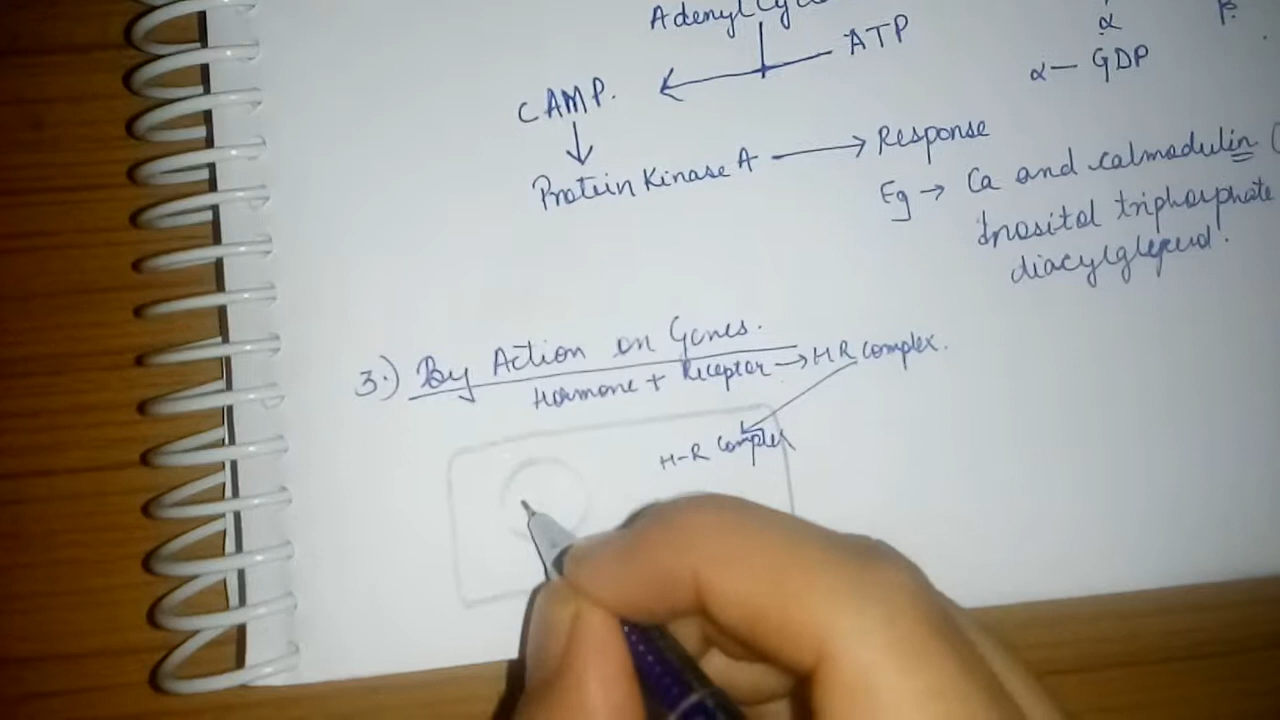 Adenyl Cyc
ATP
α
β.
α— GDP
CAMP.
Protein Kinase A → Response
Eg → Ca and calmodulin (
Inositol triphosphate
diacylglycerol.
3.) By Action on Genes.
Hormone + Receptor → HR complex.
H-R Complex